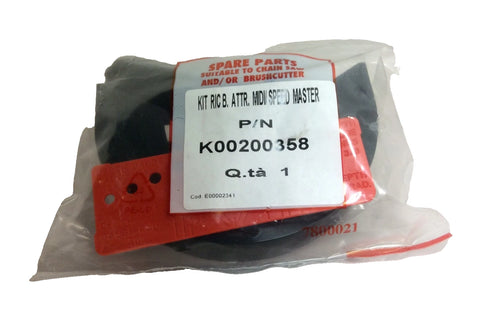 SPARE PARTS
SUITABLE TO CHAIN SAW
AND/OR BRUSHCUTTER
KIT RIC B. ATTR. MIDI/SPEED MASTER
P/N
K00200358
Q.tà 1
Cod. E00002341
7800021